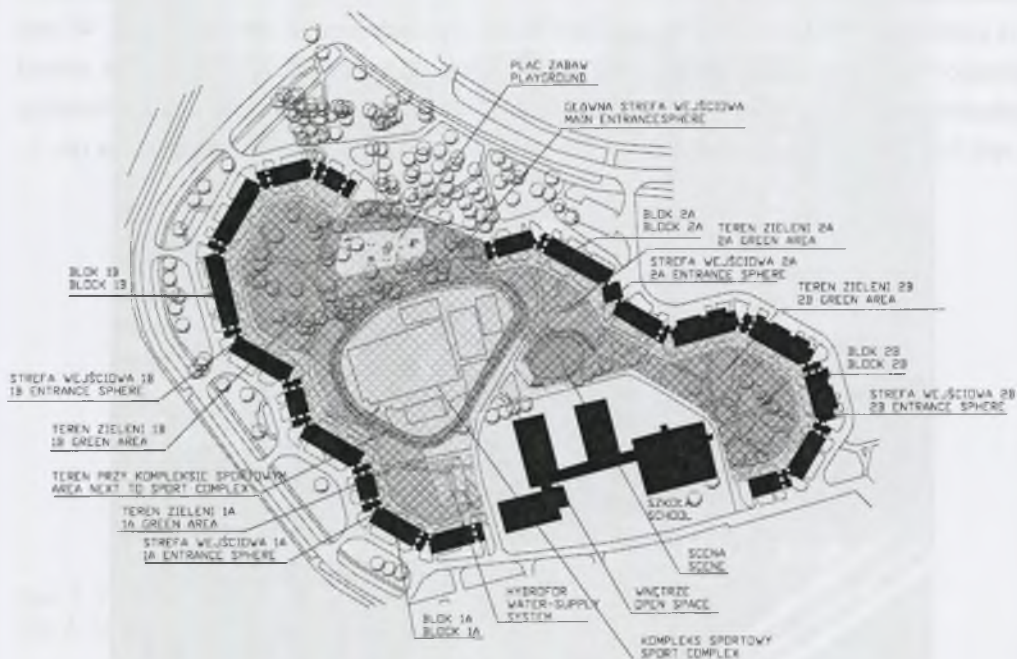 PLAC ZABAW
PLAYGROUND
GŁÓWNA STREFA WEJŚCIOWA
MAIN ENTRANCESPHERE
BLOK 2A
BLOCK 2A
TEREN ZIELENI 2A
2A GREEN AREA
STREFA WEJŚCIOWA 2A
2A ENTRANCE SPHERE
TEREN ZIELENI 2B
2B GREEN AREA
BLOK 1B
BLOCK 1B
BLOK 2B
BLOCK 2B
STREFA WEJŚCIOWA 1B
1B ENTRANCE SPHERE
STREFA WEJŚCIOWA 2B
2B ENTRANCE SPHERE
TEREN ZIELENI 1B
1B GREEN AREA
TEREN PRZY KOMPLEKSIE SPORTOWYM
AREA NEXT TO SPORT COMPLEX
TEREN ZIELENI 1A
1A GREEN AREA
STREFA WEJŚCIOWA 1A
1A ENTRANCE SPHERE
SZKOŁA
SCHOOL
SCENA
SCENE
BLOK 1A
BLOCK 1A
HYDROFOR
WATER-SUPPLY
SYSTEM
WNĘTRZE
OPEN SPACE
KOMPLEKS SPORTOWY
SPORT COMPLEX